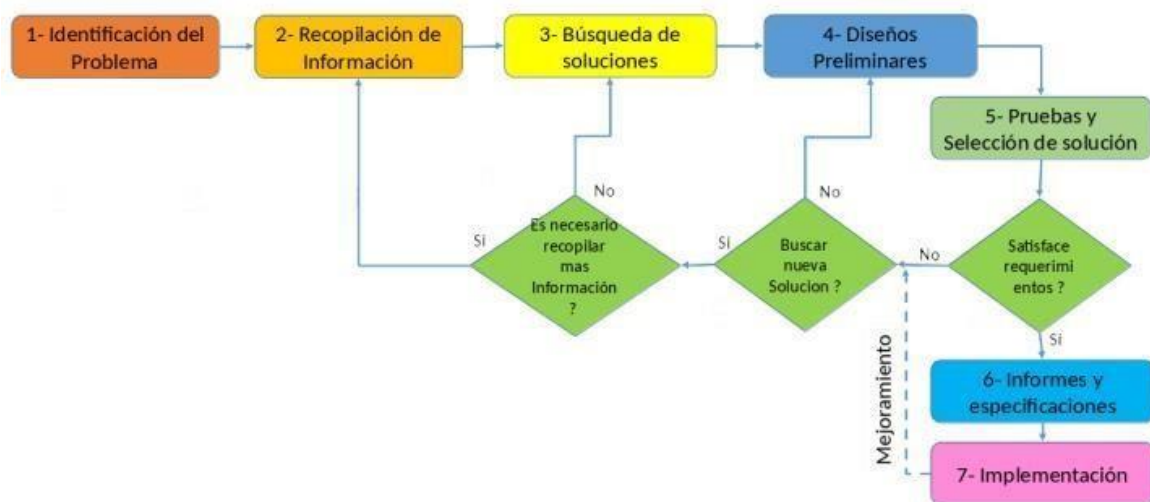 1- Identificación del
Problema
2- Recopilación de
Información
3- Búsqueda de
soluciones
4- Diseños
Preliminares
5- Pruebas y
Selección de solución
No
No
Es necesario
recopilar
mas
Información
?
Si
Buscar
nueva
Solucion ?
Sí
Satisface
requerimi
entos ?
No
Sí
Mejoramiento
6- Informes y
especificaciones
7- Implementación